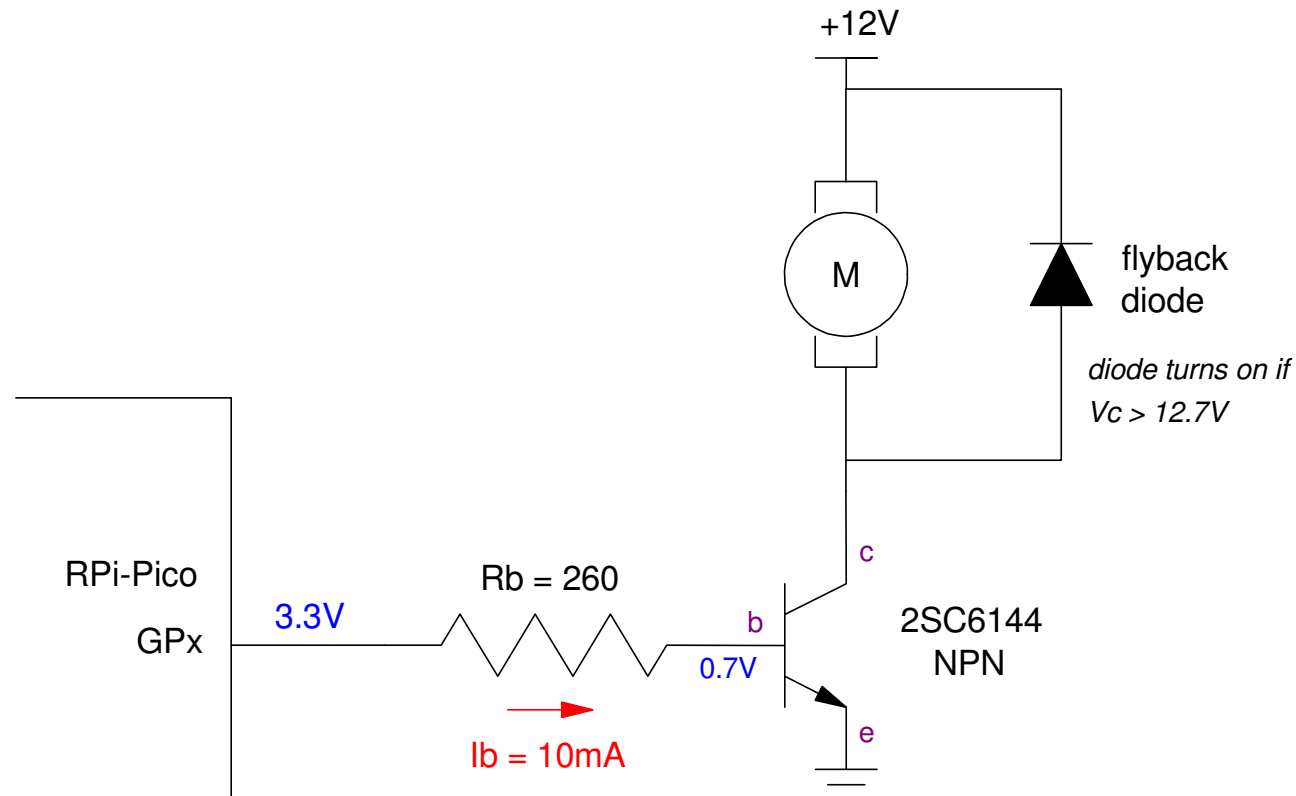 +12V
M
flyback
diode
diode turns on if
Vc > 12.7V
RPi-Pico
GPx
3.3V
Rb = 260
Ib = 10mA
b
0.7V
c
e
2SC6144
NPN